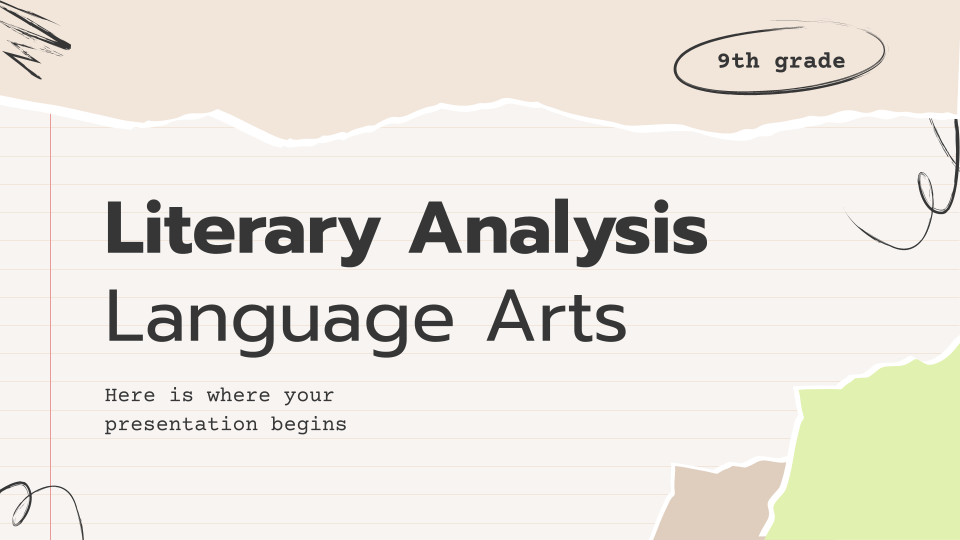 9th grade
Literary Analysis
Language Arts
Here is where your
presentation begins